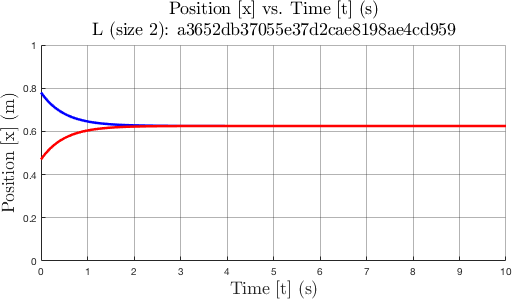 Position [x] vs. Time [t] (s)
L (size 2): a3652db37055e37d2cae8198ae4cd959
Position [x] (m)
1
0.8
0.6
0.4
0.2
0
0 1 2 3 4 5 6 7 8 9 10
Time [t] (s)